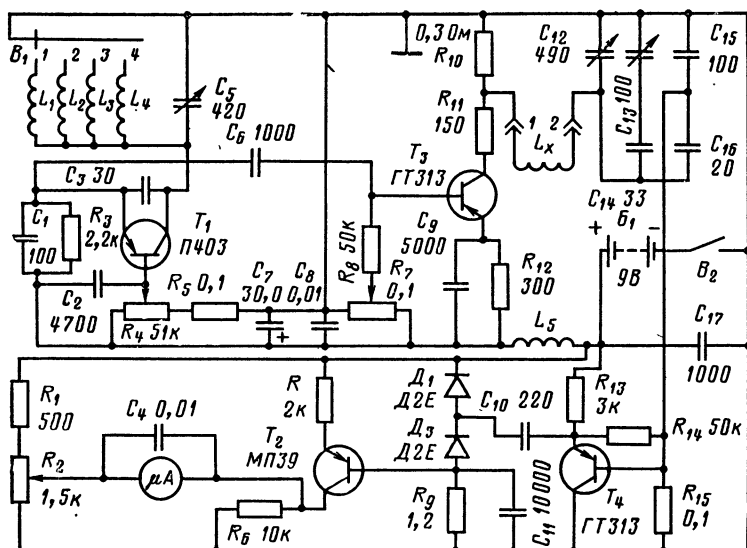 B1 1 2 3 4
L1 L2 L3 L4
C5
420
0,30м
R10
C12
490
C13 100
C15
100
R11
150
1 2
Lx
C6 1000
C3 30
T3
ГТ313
C16
20
C1
100
R3
2,2к
T1
П403
C9
5000
C14 33
Б1
+ −
9В
B2
R8 50к
C2
4700
R5 0,1
C7
30,0
+
C8
0,01
R7
0,1
R12
300
R4 51к
L5
C17
1000
R1
500
C4 0,01
R
2к
Д1
Д2Е
C10 220
R13
3к
R14 50к
T2
МП39
Д3
Д2Е
R2
1,5к
μA
R6 10к
R9
1,2
C11 10000
T4
ГТ313
R15
0,1